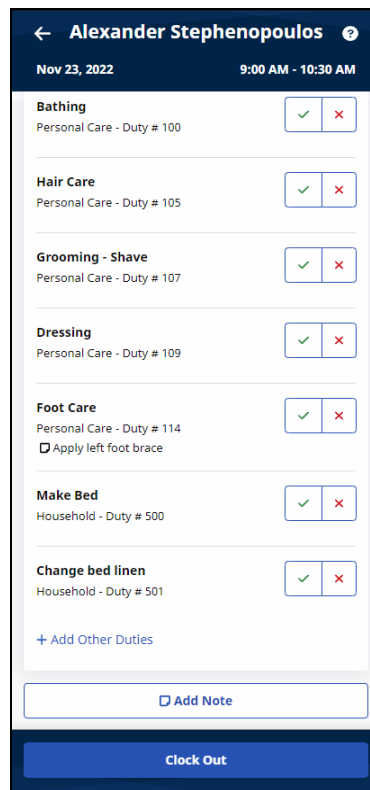 Alexander Stephenopoulos ?
Nov 23, 2022 9:00 AM - 10:30 AM
Bathing
Personal Care - Duty # 100
Hair Care
Personal Care - Duty # 105
Grooming - Shave
Personal Care - Duty # 107
Dressing
Personal Care - Duty # 109
Foot Care
Personal Care - Duty # 114
Apply left foot brace
Make Bed
Household - Duty # 500
Change bed linen
Household - Duty # 501
+ Add Other Duties
Add Note
Clock Out